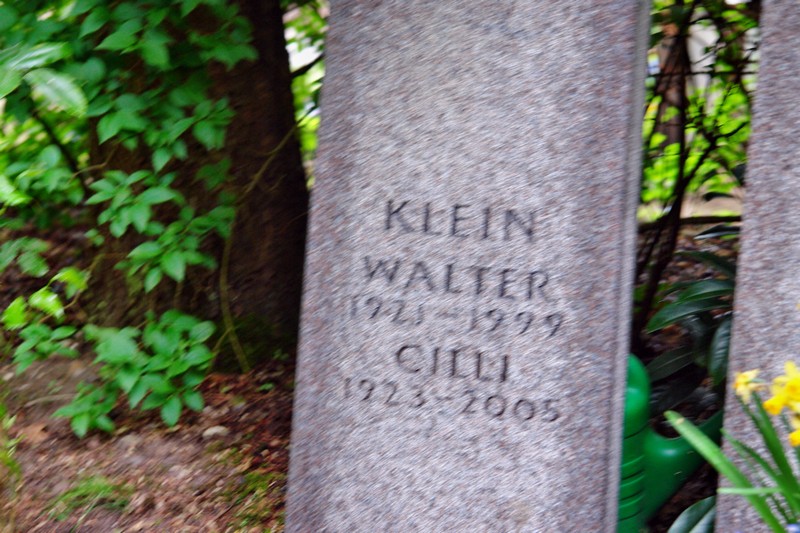 KLEIN
WALTER
1921-1999
CILLI
1923-2005